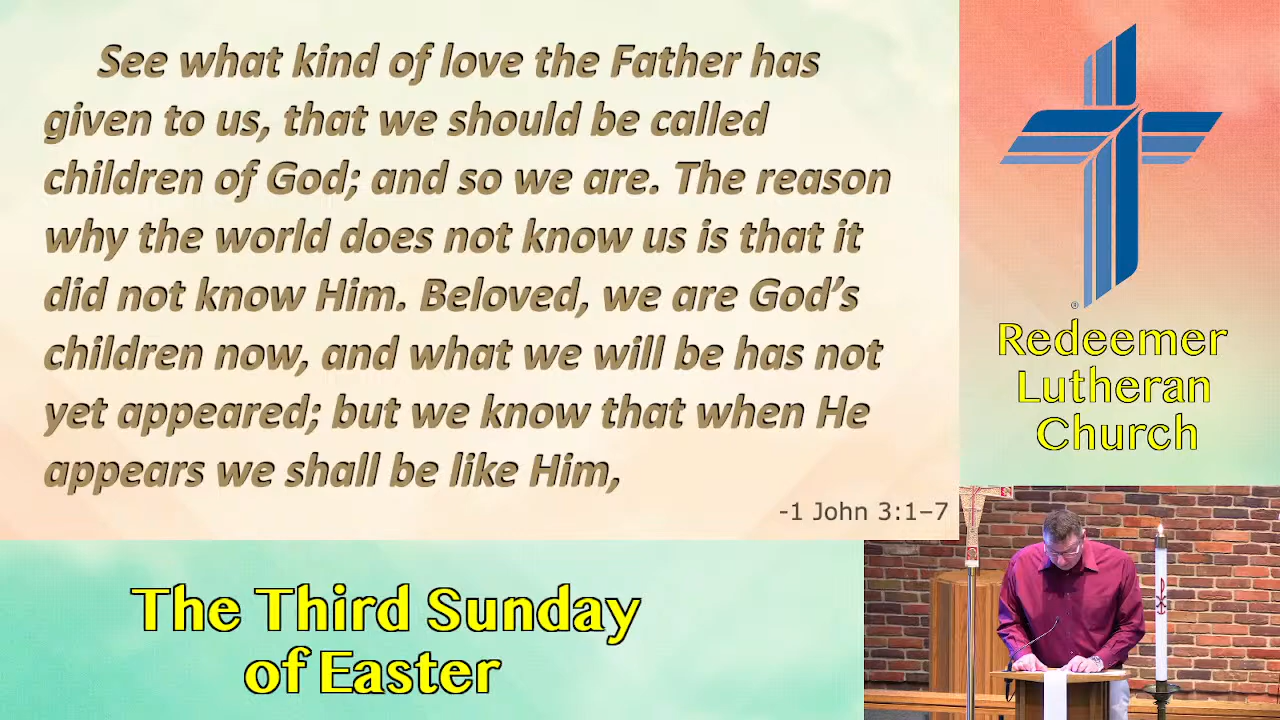 See what kind of love the Father has
given to us, that we should be called
children of God; and so we are. The reason
why the world does not know us is that it
did not know Him. Beloved, we are God’s
children now, and what we will be has not
yet appeared; but we know that when He
appears we shall be like Him,
-1 John 3:1–7
®
Redeemer
Lutheran
Church
The Third Sunday
of Easter